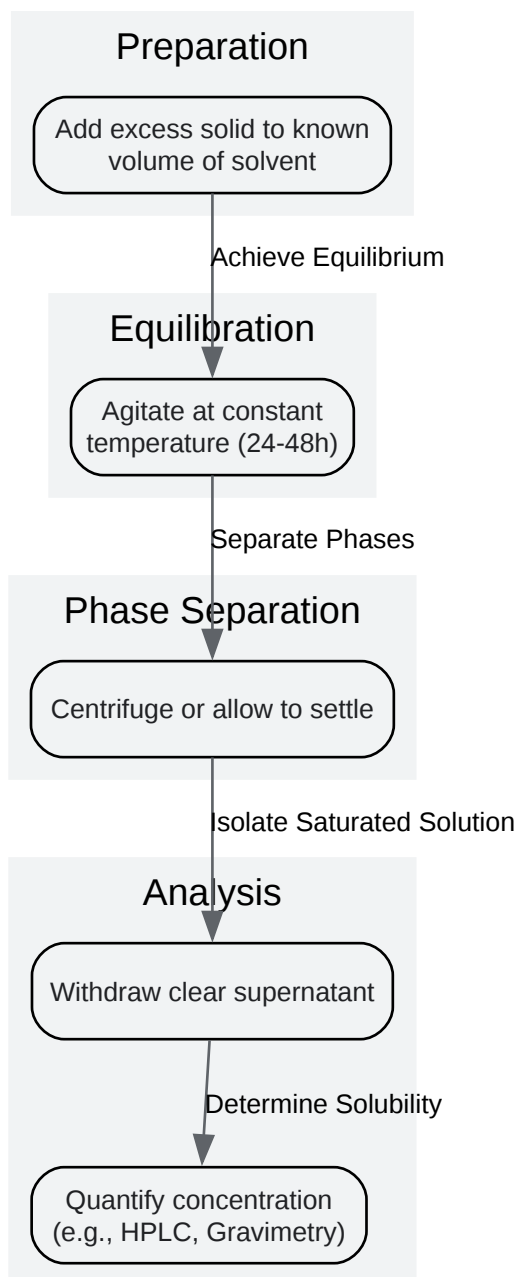 Preparation
Add excess solid to known
volume of solvent
Achieve Equilibrium
Equilibration
Agitate at constant
temperature (24-48h)
Separate Phases
Phase Separation
Centrifuge or allow to settle
Isolate Saturated Solution
Analysis
Withdraw clear supernatant
Determine Solubility
Quantify concentration
(e.g., HPLC, Gravimetry)